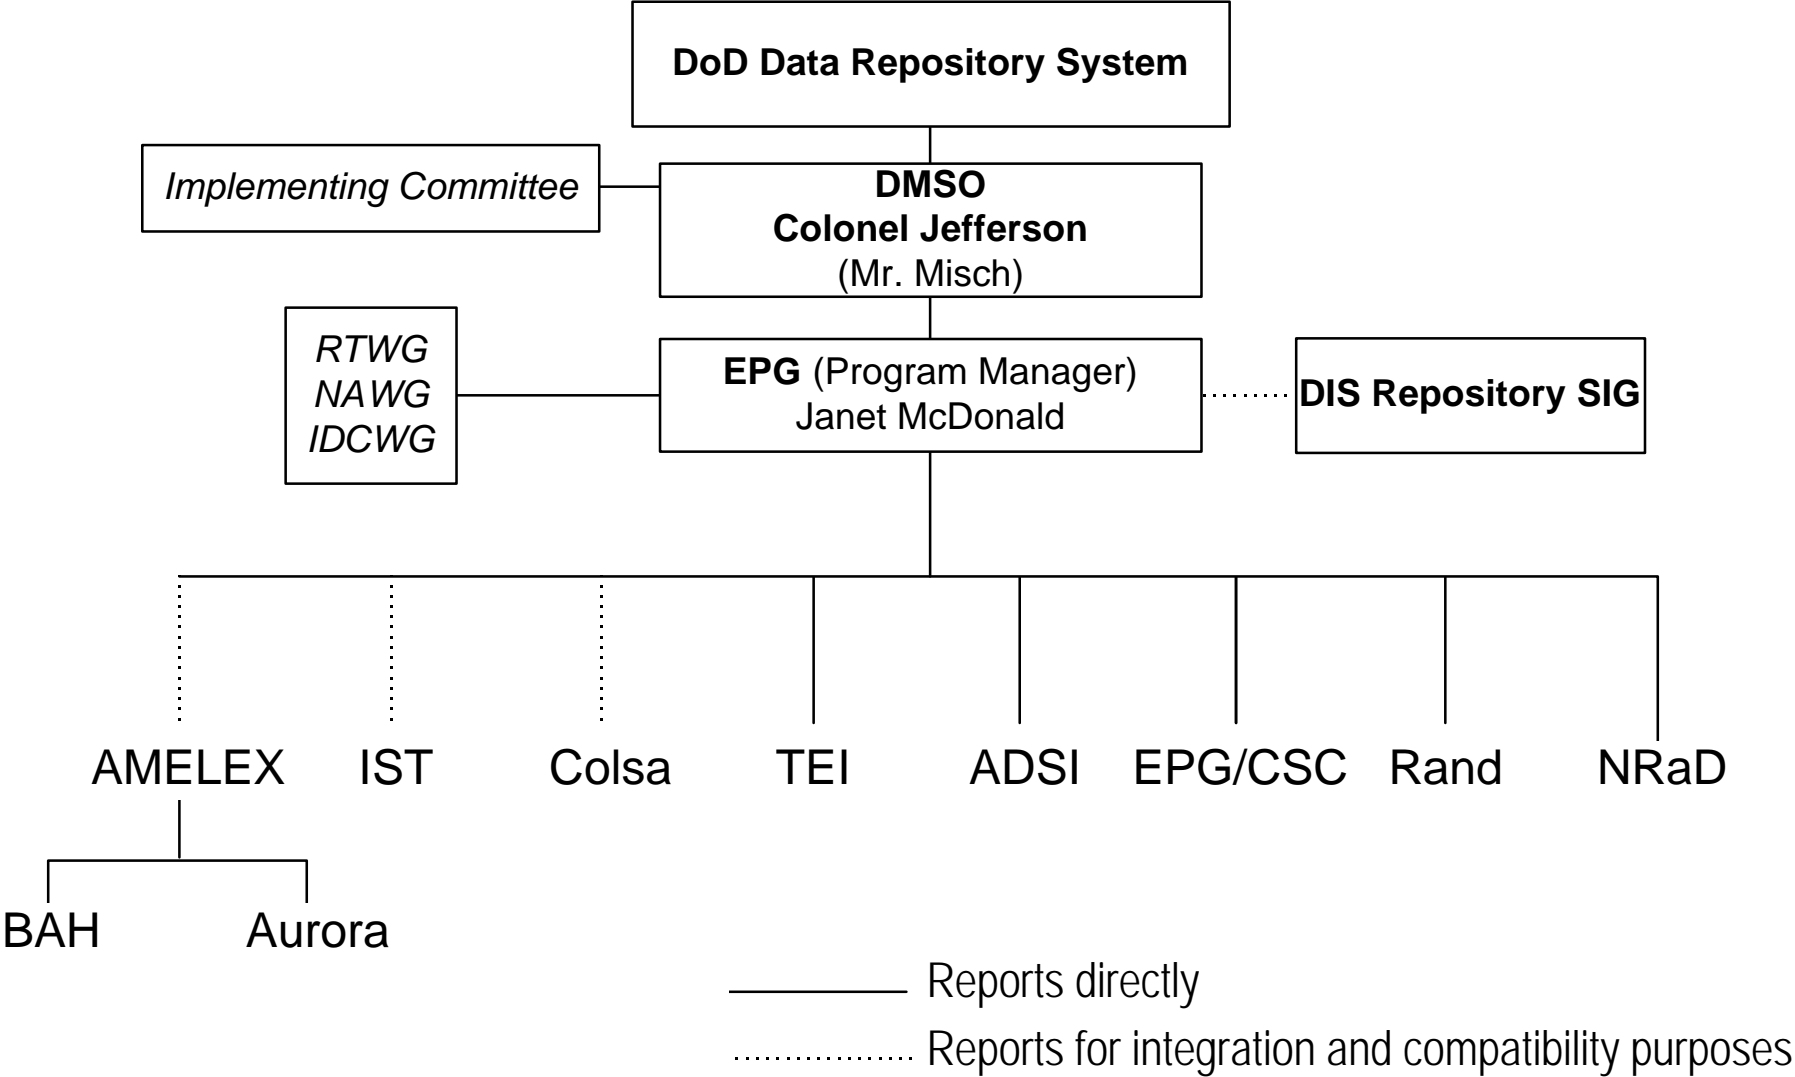 DoD Data Repository System
Implementing Committee
DMSO
Colonel Jefferson
(Mr. Misch)
RTWG
NAWG
IDCWG
EPG (Program Manager)
Janet McDonald
DIS Repository SIG
AMELEX
IST
Colsa
TEI
ADSI
EPG/CSC
Rand
NRaD
BAH
Aurora
Reports directly
Reports for integration and compatibility purposes